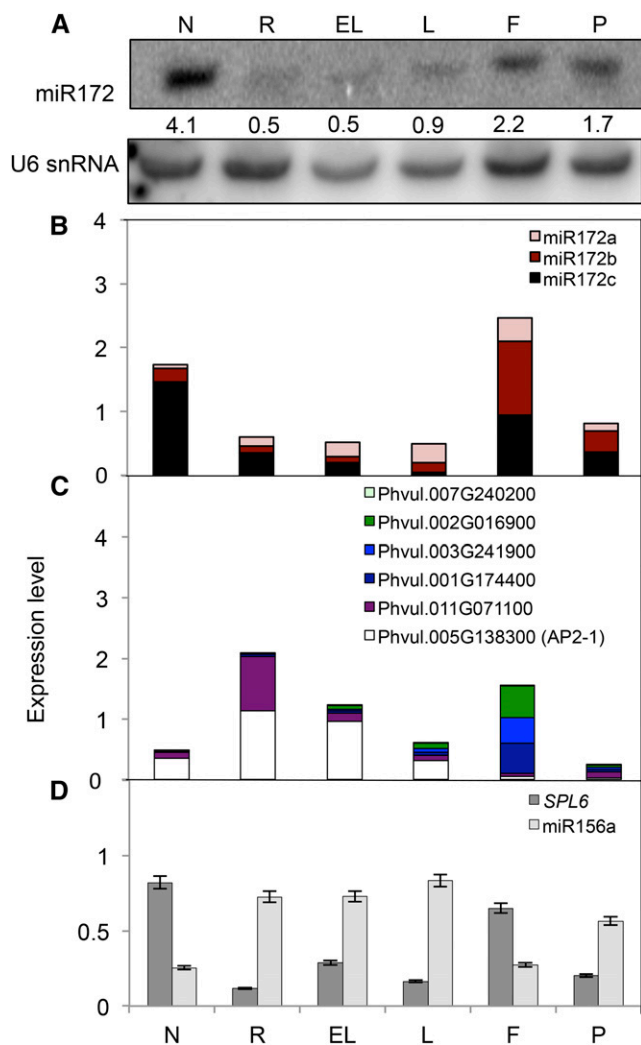 A
N R EL L F P
miR172
4.1 0.5 0.5 0.9 2.2 1.7
U6 snRNA
B
4
3
2
1
0
miR172a
miR172b
miR172c
C
4
3
2
1
0
Phvul.007G240200
Phvul.002G016900
Phvul.003G241900
Phvul.001G174400
Phvul.011G071100
Phvul.005G138300 (AP2-1)
Expression level
D
1
0.5
0
SPL6
miR156a
N R EL L F P